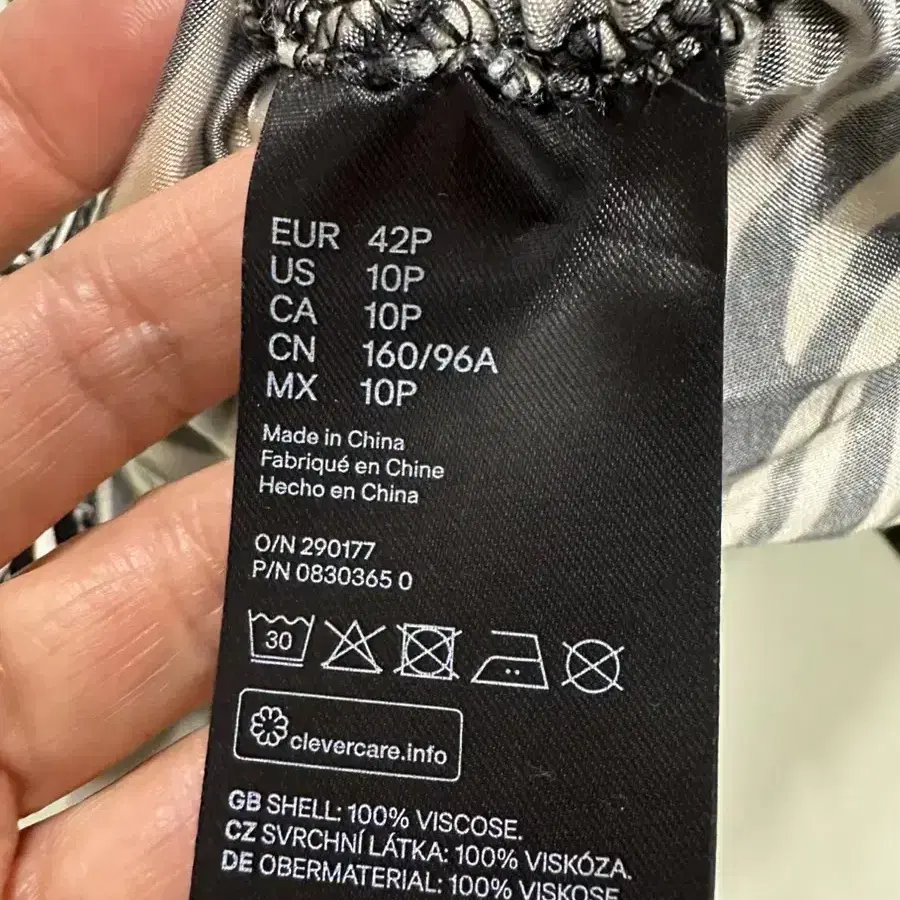 EUR 42P
US 10P
CA 10P
CN 160/96A
MX 10P
Made in China
Fabriqué en Chine
Hecho en China
O/N 290177
P/N 0830365 0
30
clevercare.info
GB SHELL: 100% VISCOSE.
CZ SVRCHNÍ LÁTKA: 100% VISKÓZA.
DE OBERMATERIAL: 100% VISKOSE